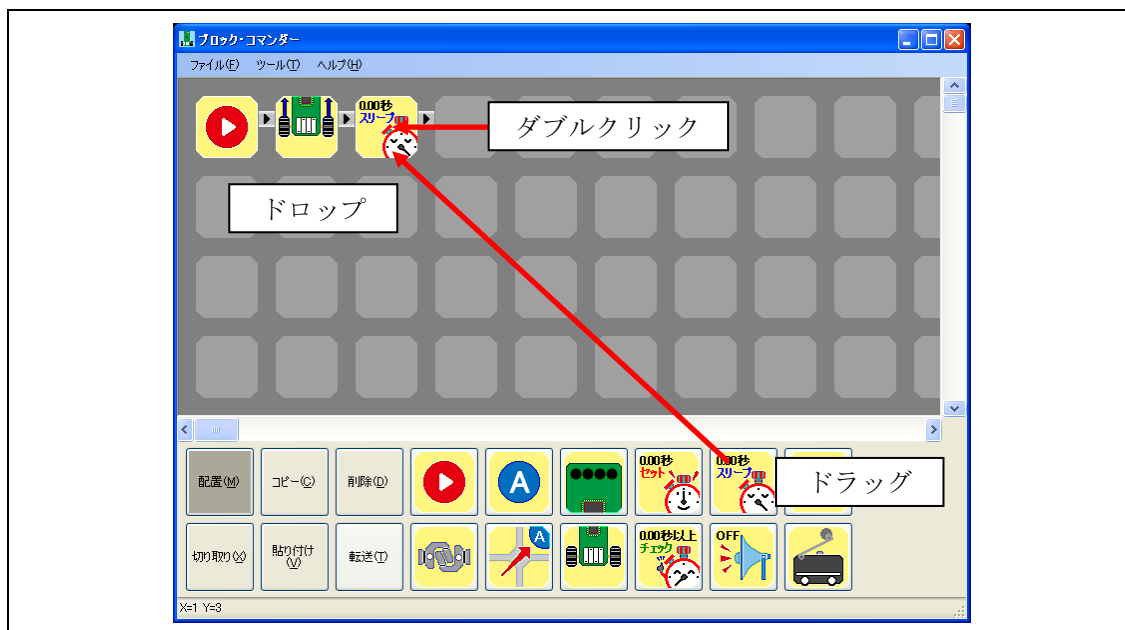 ブロック・コマンダー
ファイル(F) ツール(T) ヘルプ(H)
0.00秒
スリープ
ダブルクリック
ドロップ
配置(M)
コピー(C)
削除(D)
A
0.00秒
セット
0.00秒
スリープ
ドラッグ
切り取り(X)
貼り付け
(V)
転送(T)
A
0.00秒以上
チェック
OFF
X=1 Y=3